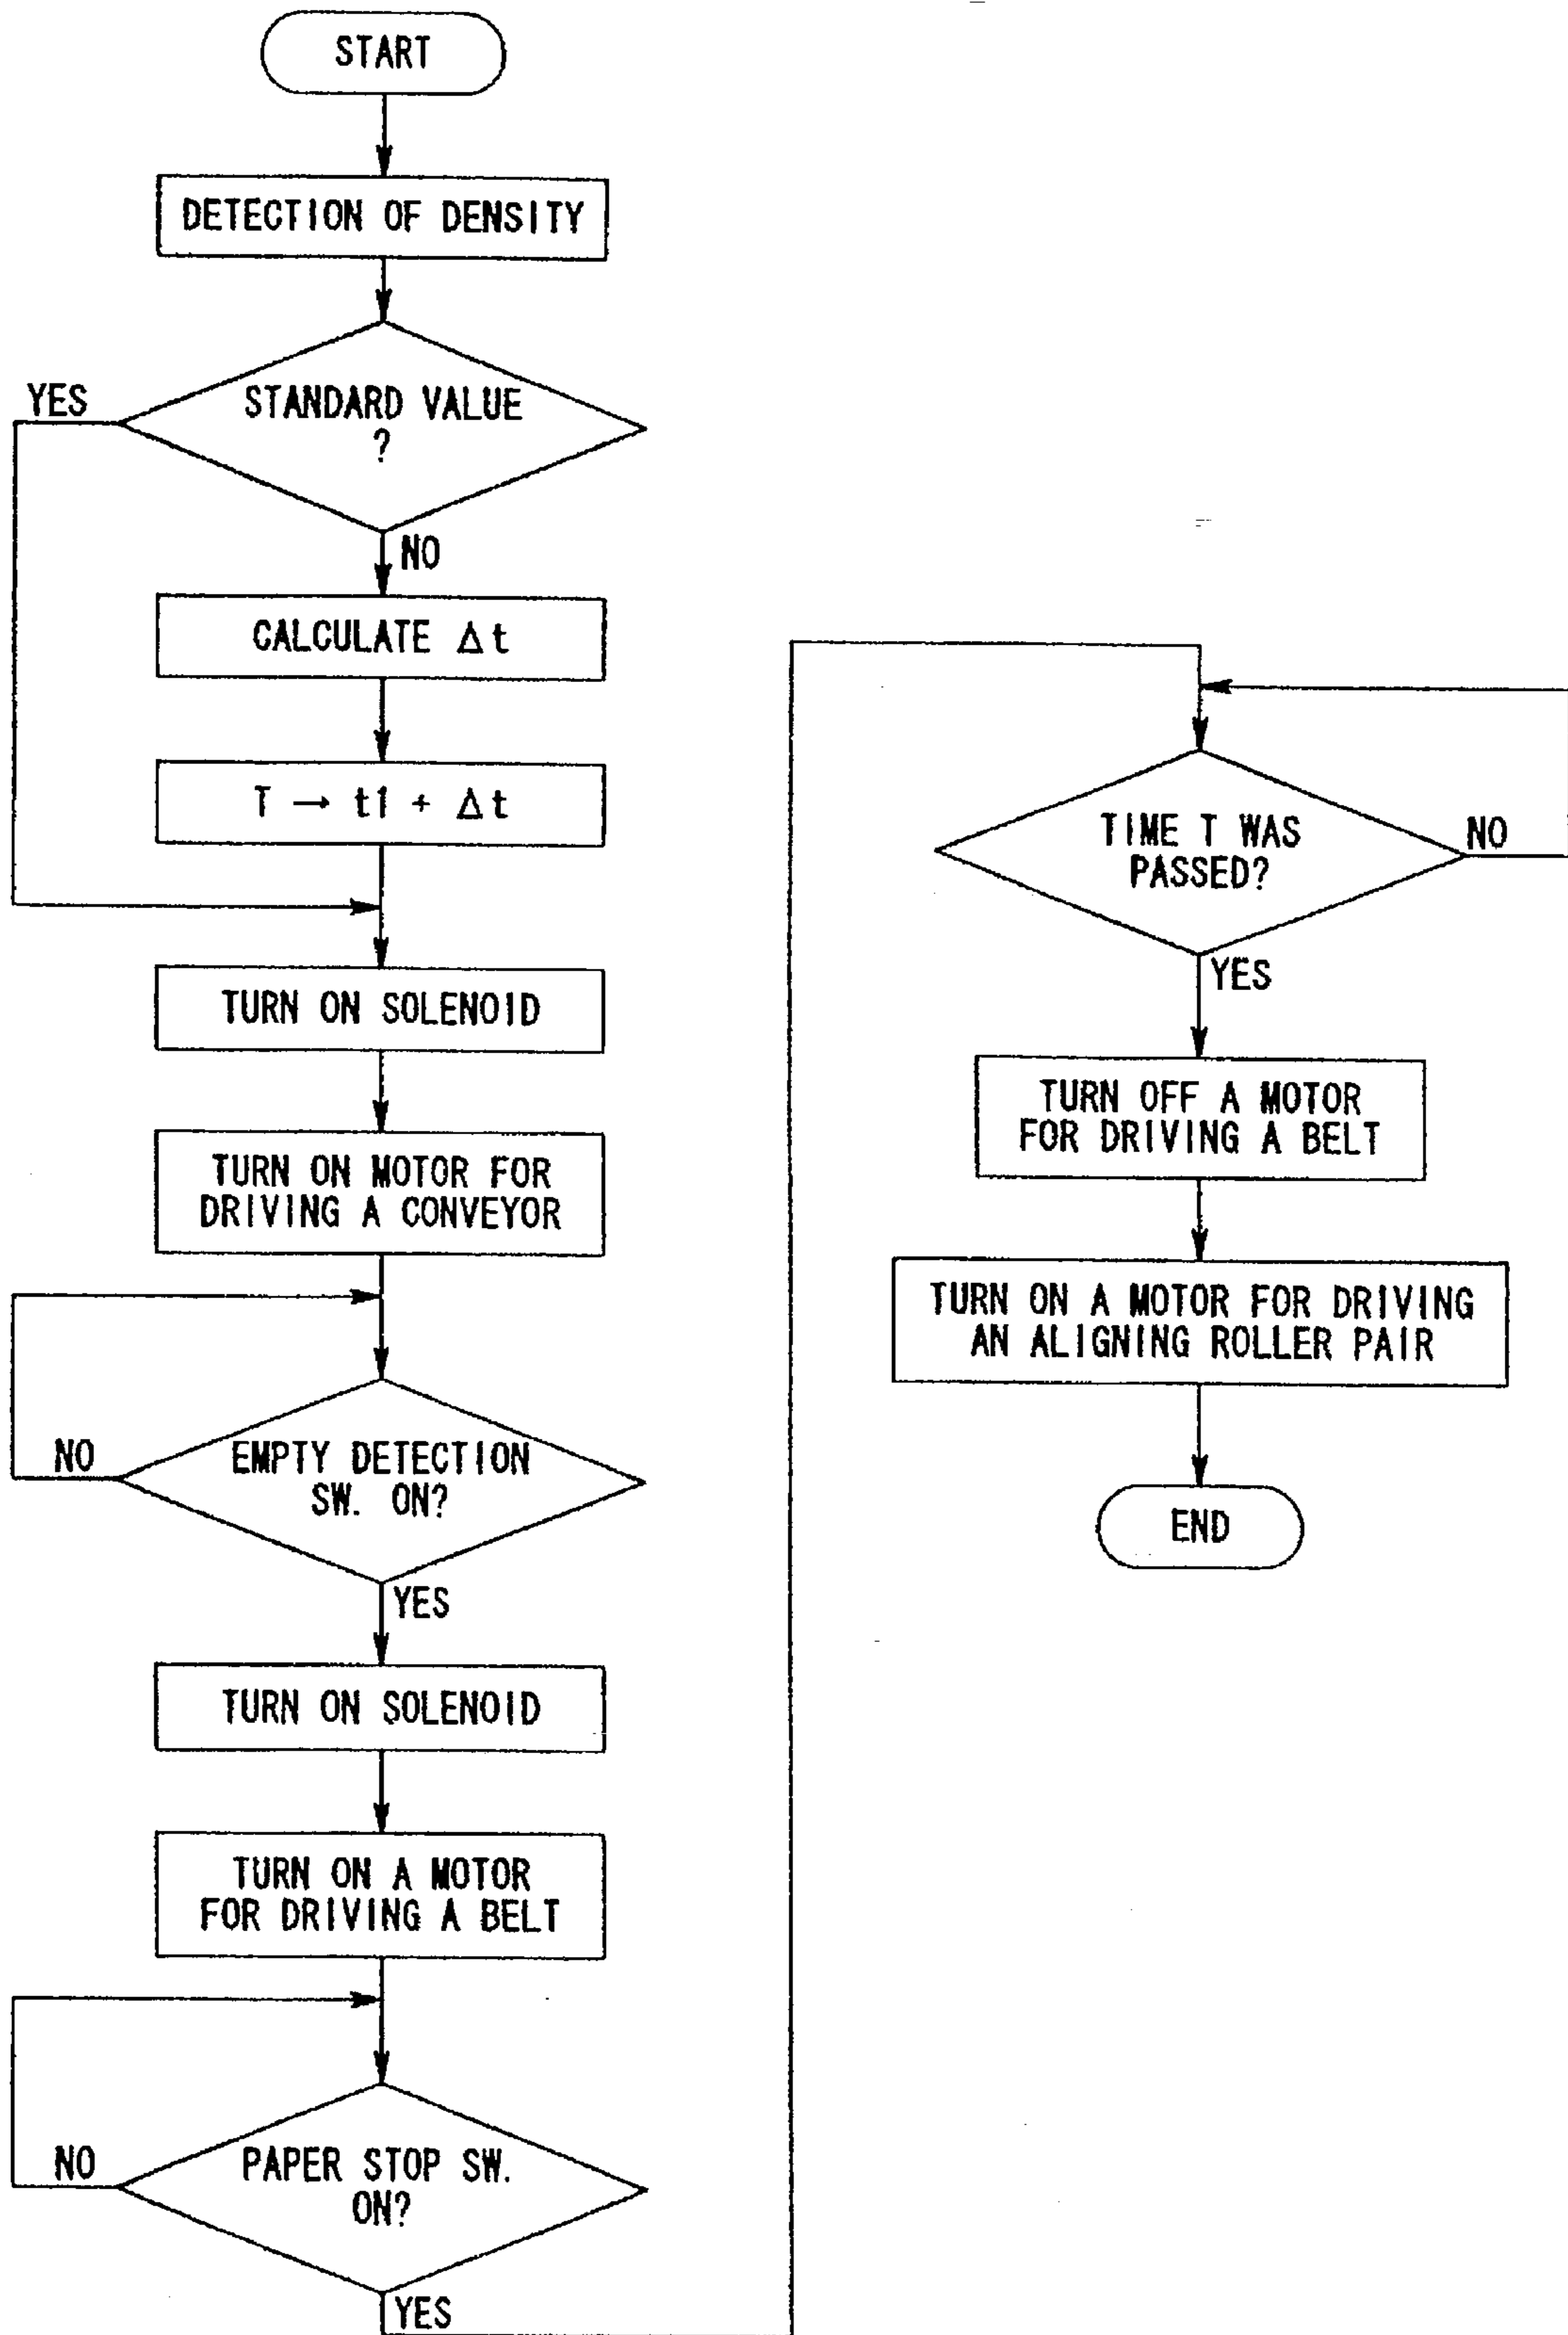 START
DETECTION OF DENSITY
STANDARD VALUE
?
YES
NO
CALCULATE Δt
T → t1 + Δt
TURN ON SOLENOID
TURN ON MOTOR FOR
DRIVING A CONVEYOR
EMPTY DETECTION
SW. ON?
NO
YES
TURN ON SOLENOID
TURN ON A MOTOR
FOR DRIVING A BELT
PAPER STOP SW.
ON?
NO
YES
TIME T WAS
PASSED?
NO
YES
TURN OFF A MOTOR
FOR DRIVING A BELT
TURN ON A MOTOR FOR DRIVING
AN ALIGNING ROLLER PAIR
END